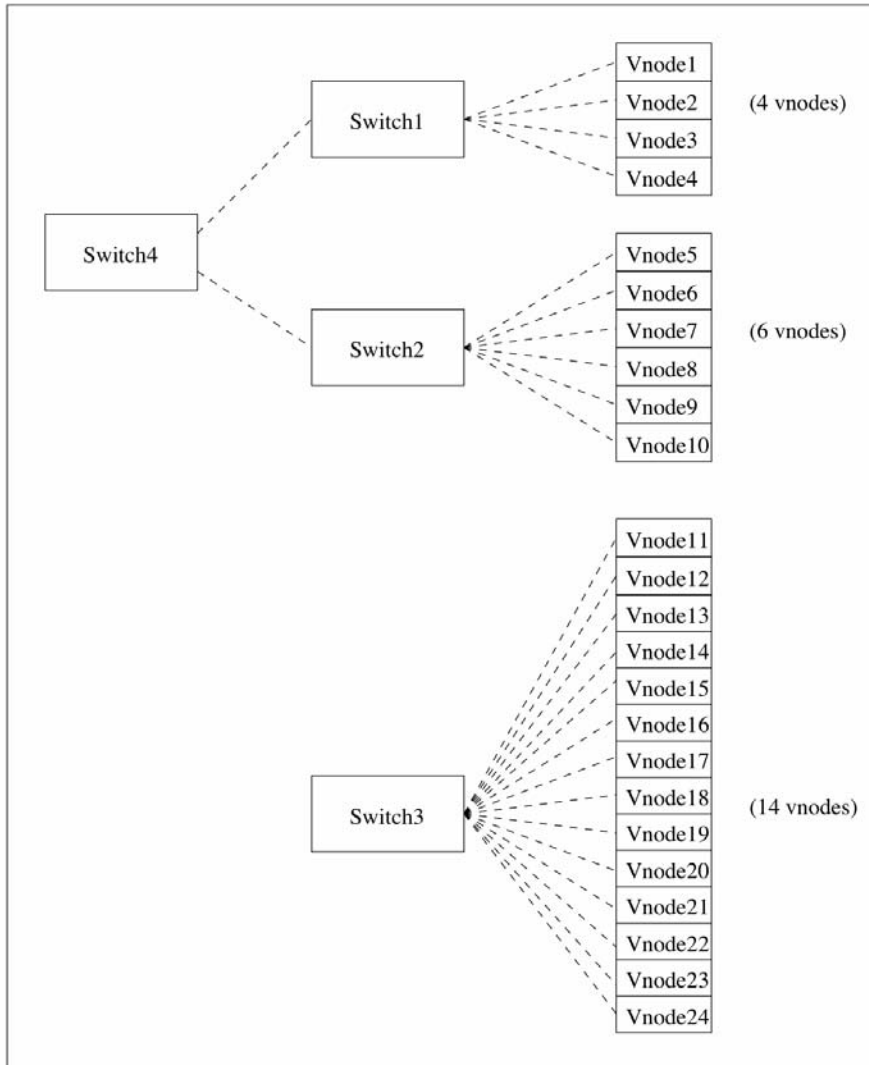 Vnode1
Vnode2
Vnode3
Vnode4
(4 vnodes)
Switch1
Switch4
Switch2
Vnode5
Vnode6
Vnode7
Vnode8
Vnode9
Vnode10
(6 vnodes)
Switch3
Vnode11
Vnode12
Vnode13
Vnode14
Vnode15
Vnode16
Vnode17
Vnode18
Vnode19
Vnode20
Vnode21
Vnode22
Vnode23
Vnode24
(14 vnodes)